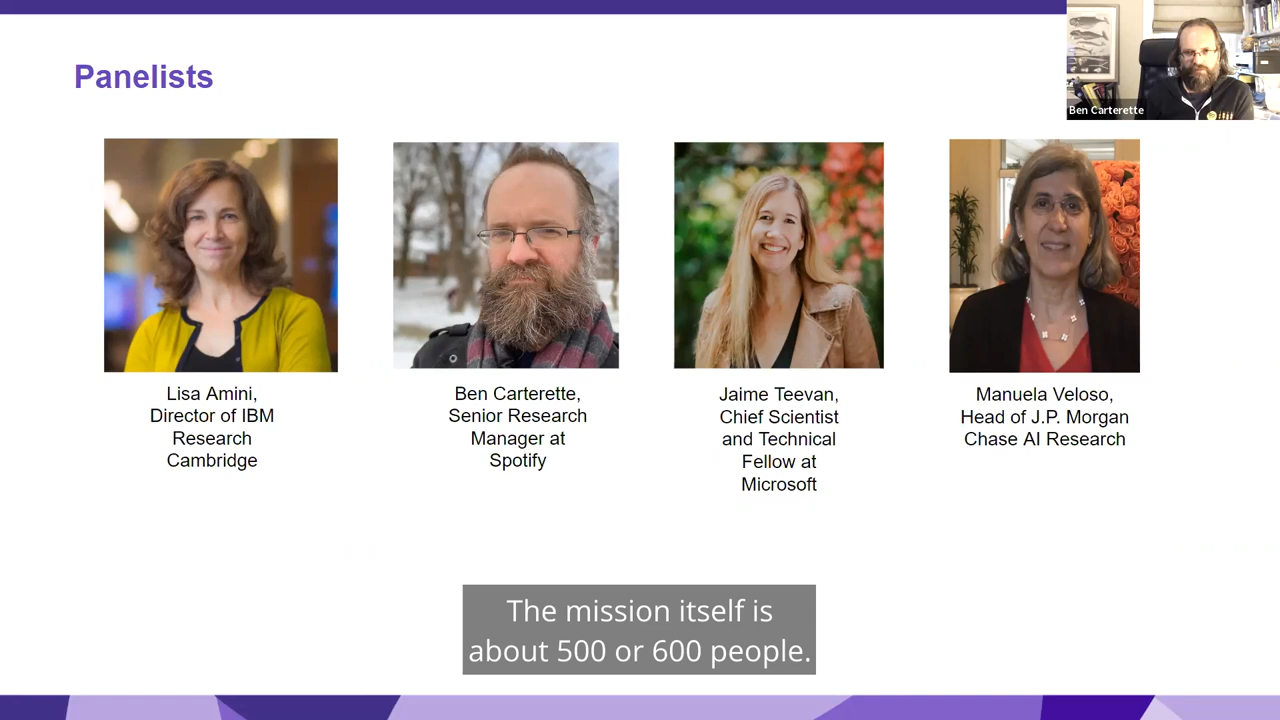 Panelists
Ben Carterette
Lisa Amini,
Director of IBM
Research
Cambridge
Ben Carterette,
Senior Research
Manager at
Spotify
Jaime Teevan,
Chief Scientist
and Technical
Fellow at
Microsoft
Manuela Veloso,
Head of J.P. Morgan
Chase AI Research
The mission itself is
about 500 or 600 people.